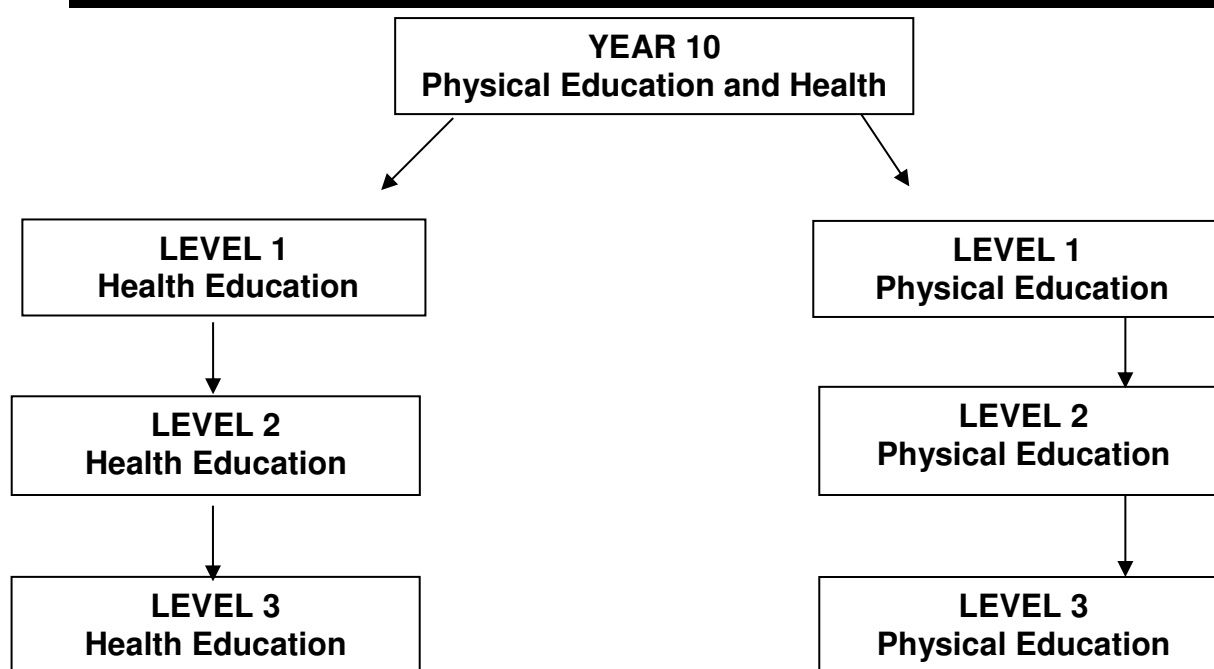 YEAR 10
Physical Education and Health
LEVEL 1
Health Education
LEVEL 1
Physical Education
LEVEL 2
Health Education
LEVEL 2
Physical Education
LEVEL 3
Health Education
LEVEL 3
Physical Education